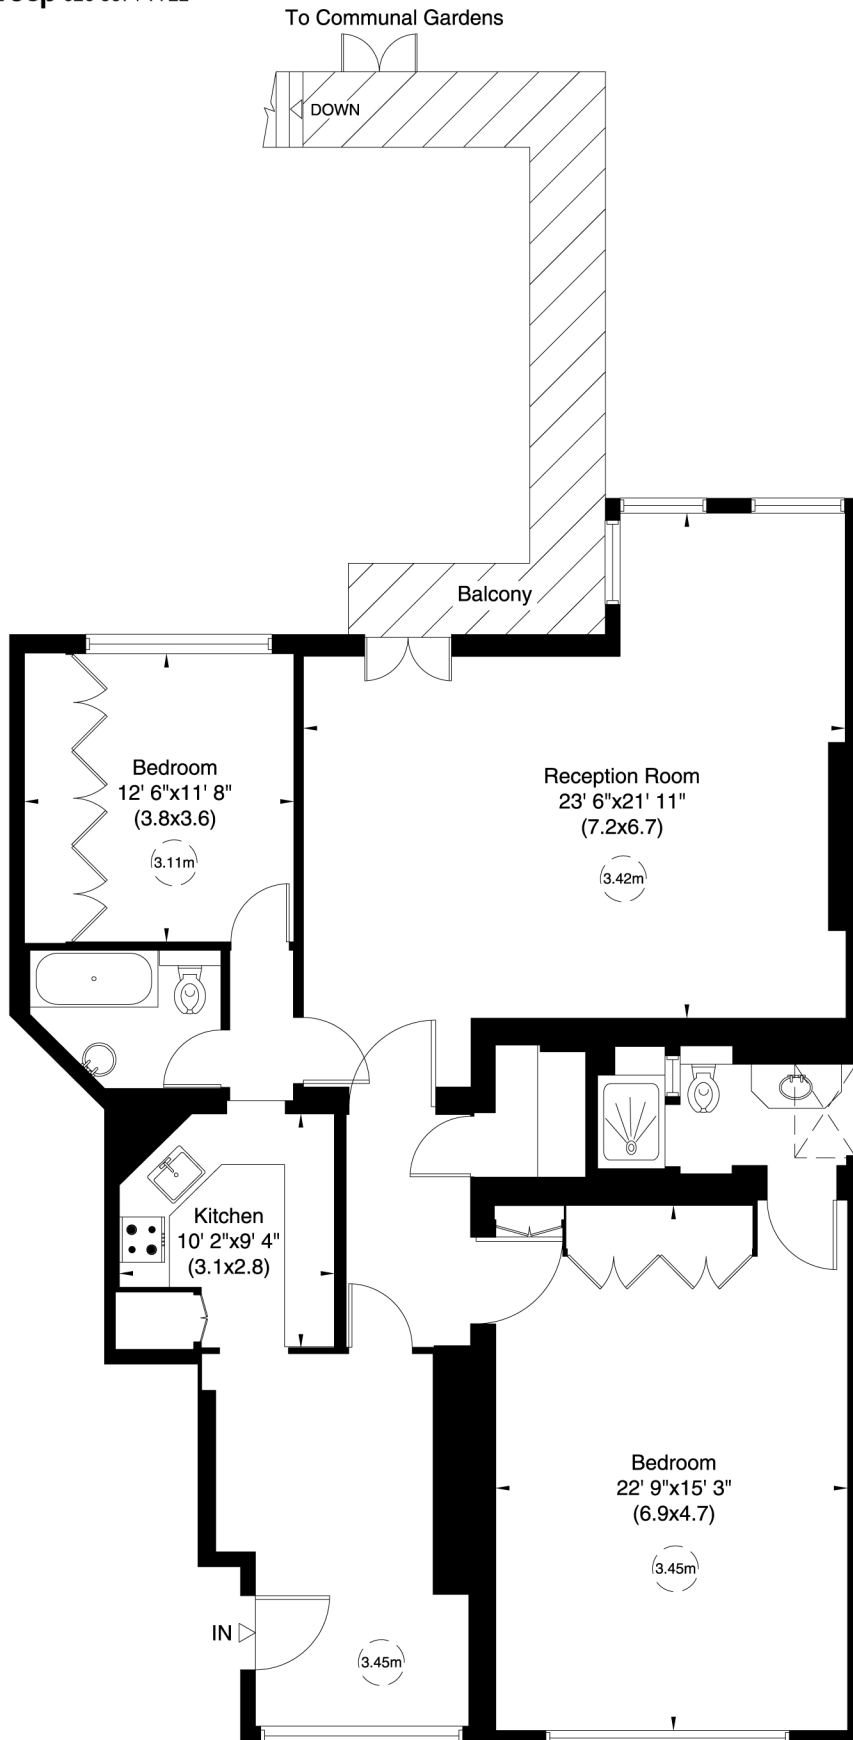 To Communal Gardens
DOWN
Balcony
Bedroom
12' 6"x11' 8"
(3.8x3.6)
3.11m
Reception Room
23' 6"x21' 11"
(7.2x6.7)
3.42m
Kitchen
10' 2"x9' 4"
(3.1x2.8)
Bedroom
22' 9"x15' 3"
(6.9x4.7)
3.45m
IN
3.45m